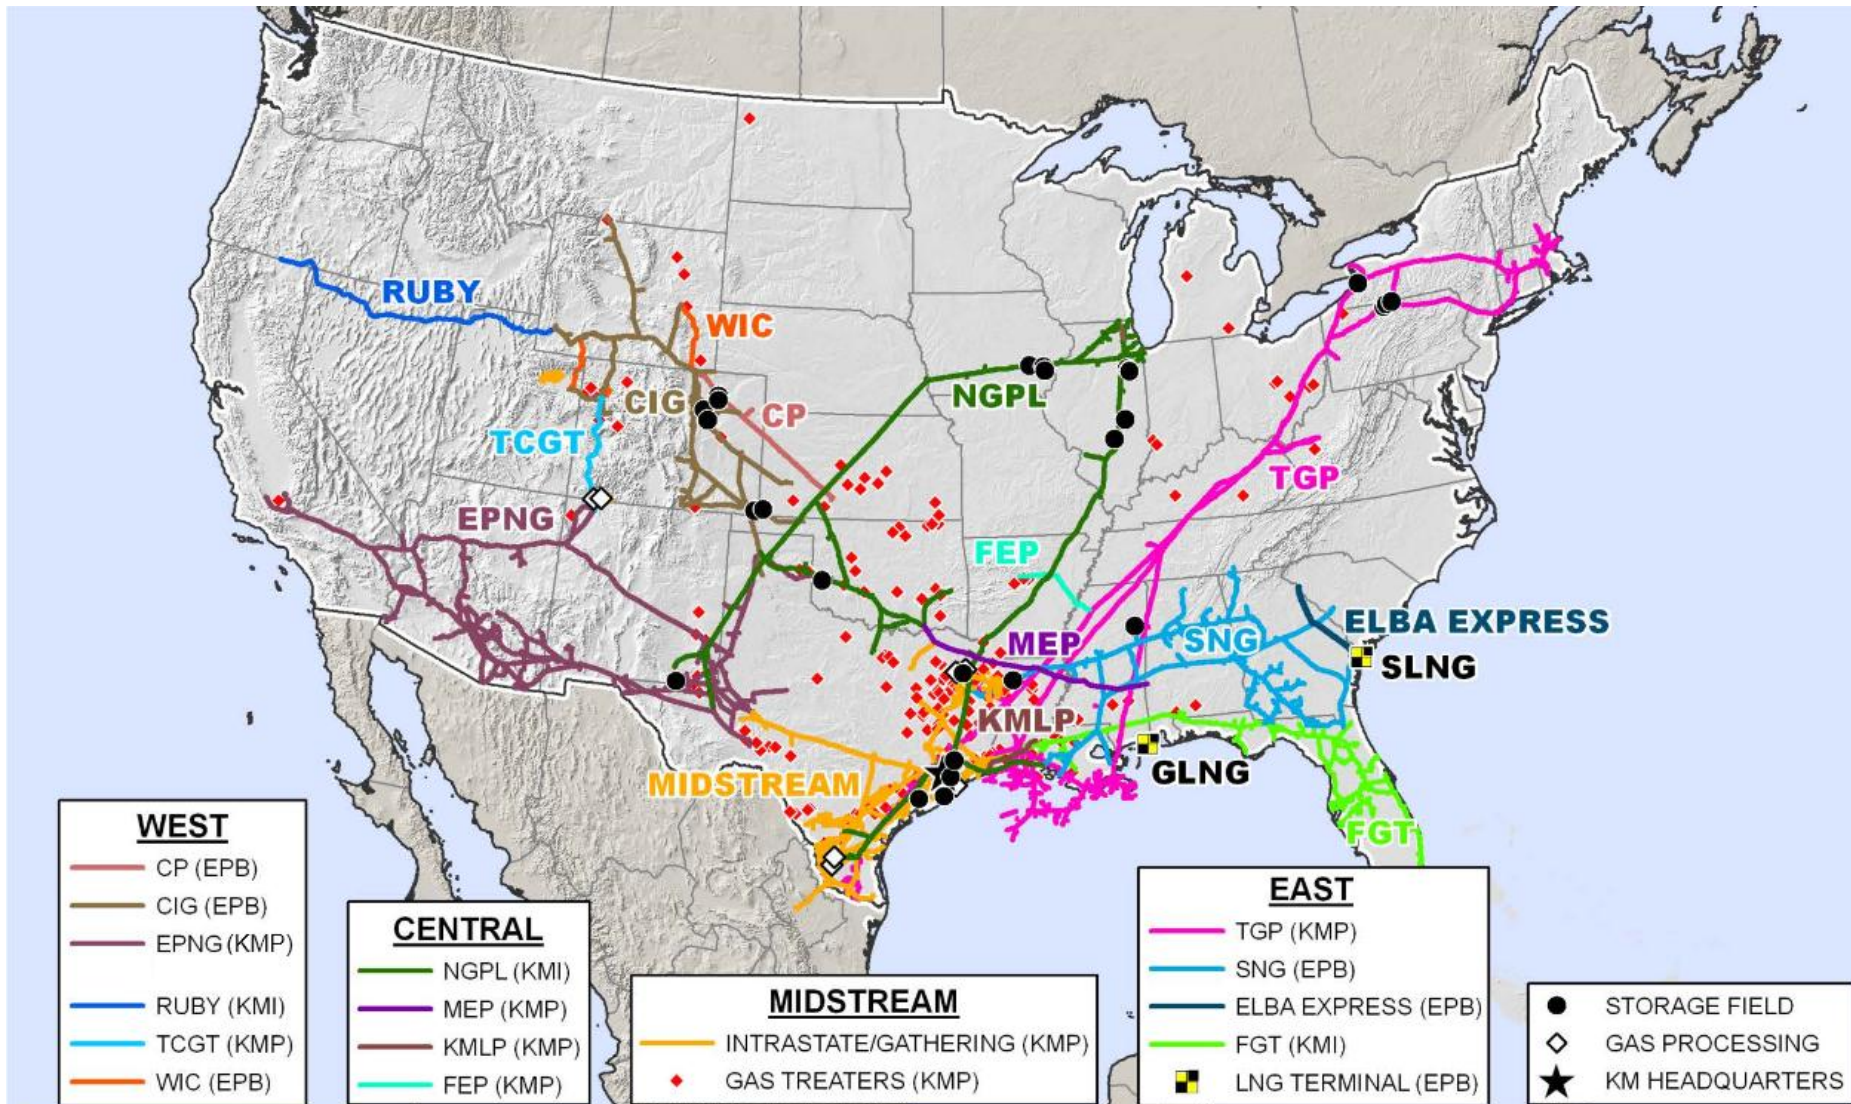 RUBY
WIC
NGPL
CIG
CP
TCGT
TGP
EPNG
FEP
ELBA EXPRESS
MEP
SNG
SLNG
KMLP
GLNG
MIDSTREAM
FGT
WEST
CP (EPB)
CIG (EPB)
EPNG (KMP)
RUBY (KMI)
TCGT (KMP)
WIC (EPB)
CENTRAL
NGPL (KMI)
MEP (KMP)
KMLP (KMP)
FEP (KMP)
MIDSTREAM
INTRASTATE/GATHERING (KMP)
GAS TREATERS (KMP)
EAST
TGP (KMP)
SNG (EPB)
ELBA EXPRESS (EPB)
FGT (KMI)
LNG TERMINAL (EPB)
STORAGE FIELD
GAS PROCESSING
KM HEADQUARTERS